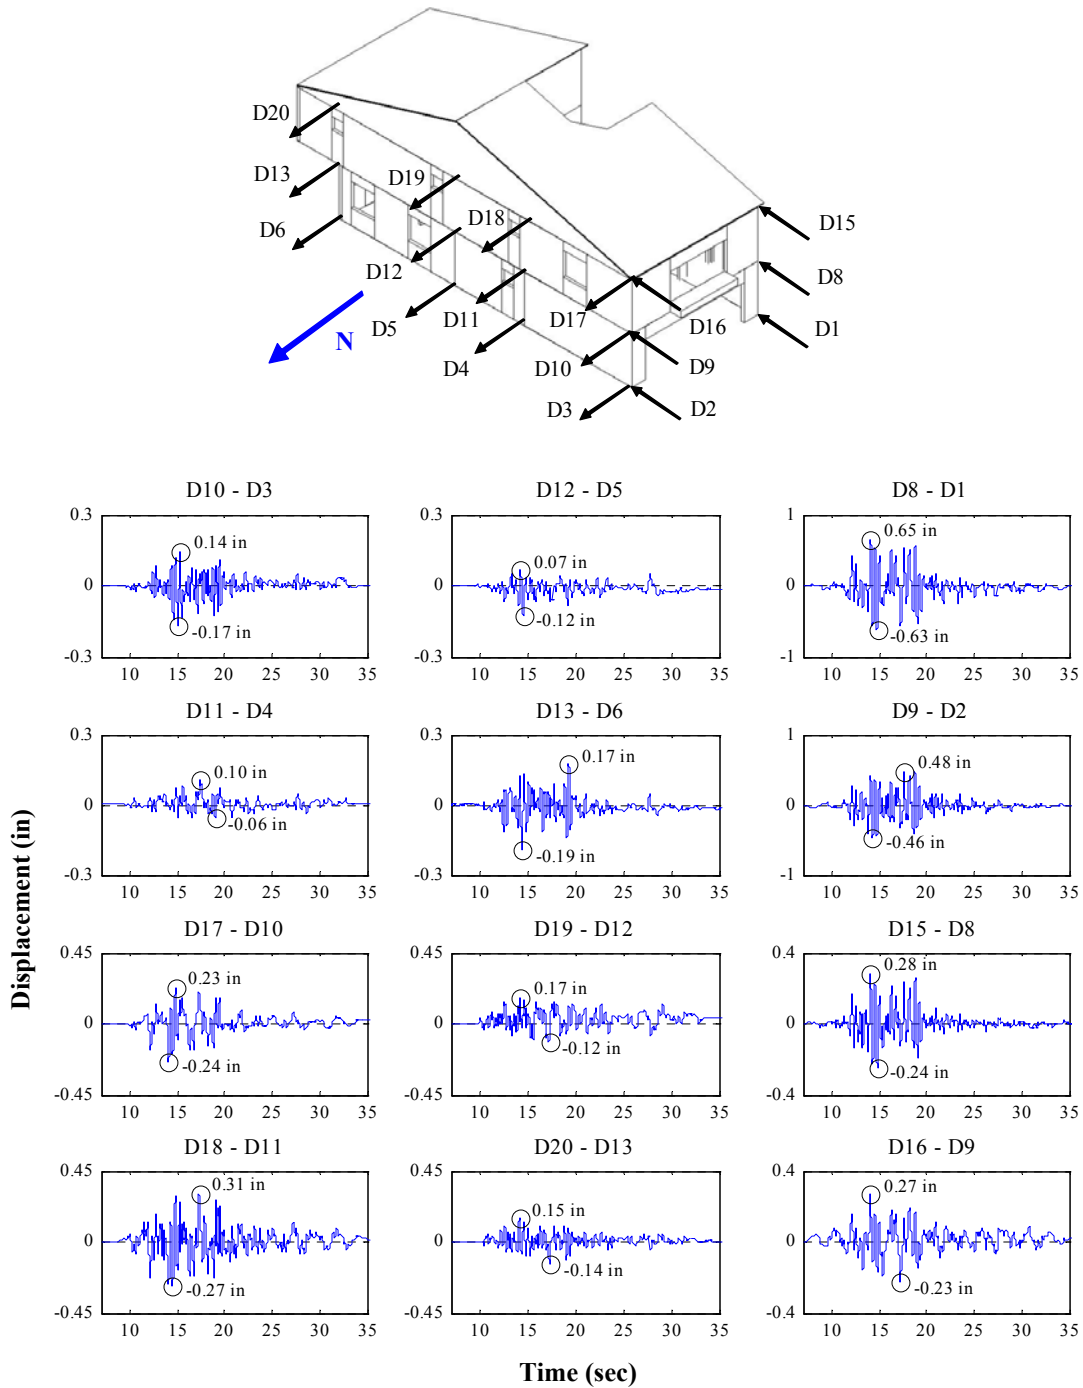 D20
D13
D6
D19
D18
D12
D5
D11
D4
D17
D10
D3
D16
D9
D2
D15
D8
D1
N
Displacement (in)
D10 - D3
0.3
0
-0.3
0.14 in
-0.17 in
10 15 20 25 30 35
D12 - D5
0.3
0
-0.3
0.07 in
-0.12 in
10 15 20 25 30 35
D8 - D1
1
0
-1
0.65 in
-0.63 in
10 15 20 25 30 35
D11 - D4
0.3
0
-0.3
0.10 in
-0.06 in
10 15 20 25 30 35
D13 - D6
0.3
0
-0.3
0.17 in
-0.19 in
10 15 20 25 30 35
D9 - D2
1
0
-1
0.48 in
-0.46 in
10 15 20 25 30 35
D17 - D10
0.45
0
-0.45
0.23 in
-0.24 in
10 15 20 25 30 35
D19 - D12
0.45
0
-0.45
0.17 in
-0.12 in
10 15 20 25 30 35
D15 - D8
0.4
0
-0.4
0.28 in
-0.24 in
10 15 20 25 30 35
D18 - D11
0.45
0
-0.45
0.31 in
-0.27 in
10 15 20 25 30 35
D20 - D13
0.45
0
-0.45
0.15 in
-0.14 in
10 15 20 25 30 35
D16 - D9
0.4
0
-0.4
0.27 in
-0.23 in
10 15 20 25 30 35
Time (sec)